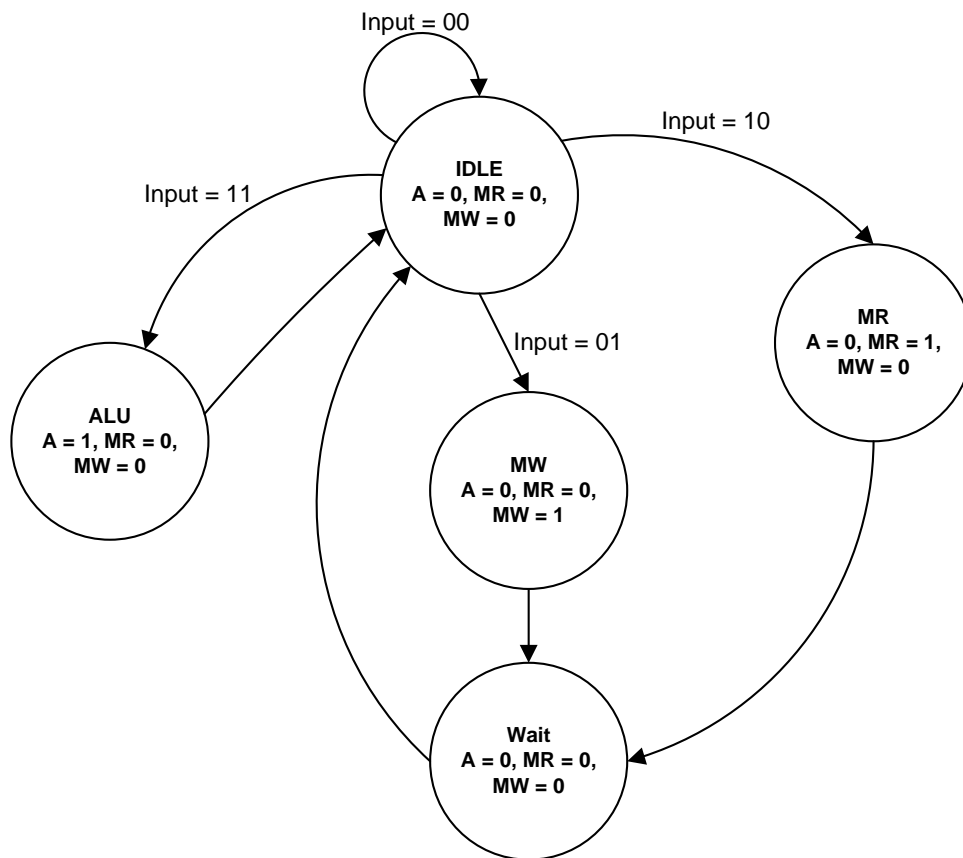 Input = 00
Input = 10
IDLE
A = 0, MR = 0,
MW = 0
Input = 11
MR
A = 0, MR = 1,
MW = 0
Input = 01
ALU
A = 1, MR = 0,
MW = 0
MW
A = 0, MR = 0,
MW = 1
Wait
A = 0, MR = 0,
MW = 0